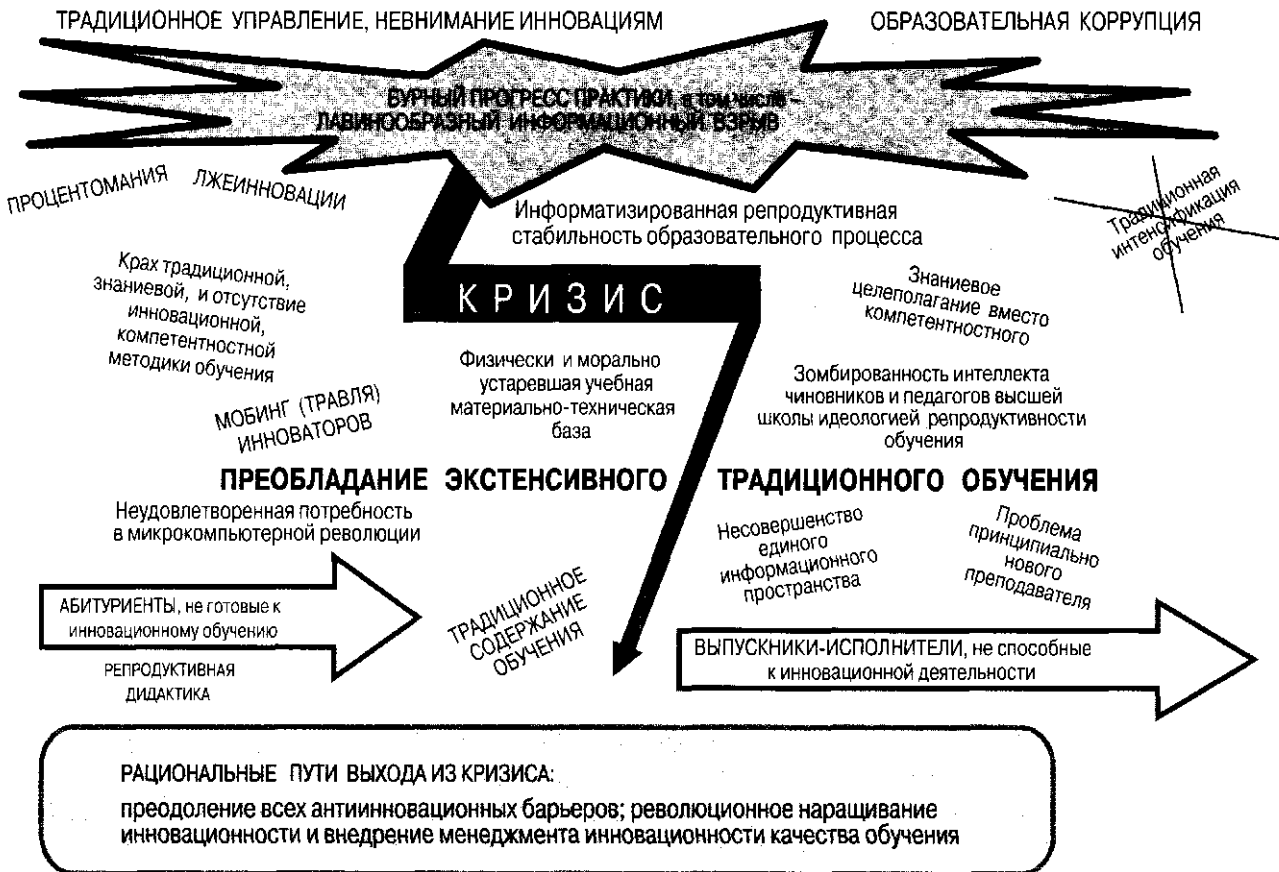 ТРАДИЦИОННОЕ УПРАВЛЕНИЕ, НЕВНИМАНИЕ ИННОВАЦИЯМ
ОБРАЗОВАТЕЛЬНАЯ КОРРУПЦИЯ
БУРНЫЙ ПРОГРЕСС ПРАКТИКИ, в том числе –
ЛАВИНООБРАЗНЫЙ ИНФОРМАЦИОННЫЙ ВЗРЫВ
ПРОЦЕНТОМАНИЯ
ЛЖЕИННОВАЦИИ
Информатизированная репродуктивная
стабильность образовательного процесса
Традиционная
интенсификация
обучения
Крах традиционной,
знаниевой, и отсутствие
инновационной,
компетентностной
методики обучения
КРИЗИС
Знаниевое
целеполагание вместо
компетентностного
МОБИНГ (ТРАВЛЯ)
ИННОВАТОРОВ
Физически и морально
устаревшая учебная
материально-техническая
база
Зомбированность интеллекта
чиновников и педагогов высшей
школы идеологией репродуктивности
обучения
ПРЕОБЛАДАНИЕ ЭКСТЕНСИВНОГО ТРАДИЦИОННОГО ОБУЧЕНИЯ
Неудовлетворенная потребность
в микрокомпьютерной революции
Несовершенство
единого
информационного
пространства
Проблема
принципиально
нового
преподавателя
АБИТУРИЕНТЫ, не готовые к
инновационному обучению
РЕПРОДУКТИВНАЯ
ДИДАКТИКА
ТРАДИЦИОННОЕ
СОДЕРЖАНИЕ
ОБУЧЕНИЯ
ВЫПУСКНИКИ-ИСПОЛНИТЕЛИ, не способные
к инновационной деятельности
РАЦИОНАЛЬНЫЕ ПУТИ ВЫХОДА ИЗ КРИЗИСА:
преодоление всех антиинновационных барьеров; революционное наращивание
инновационности и внедрение менеджмента инновационности качества обучения